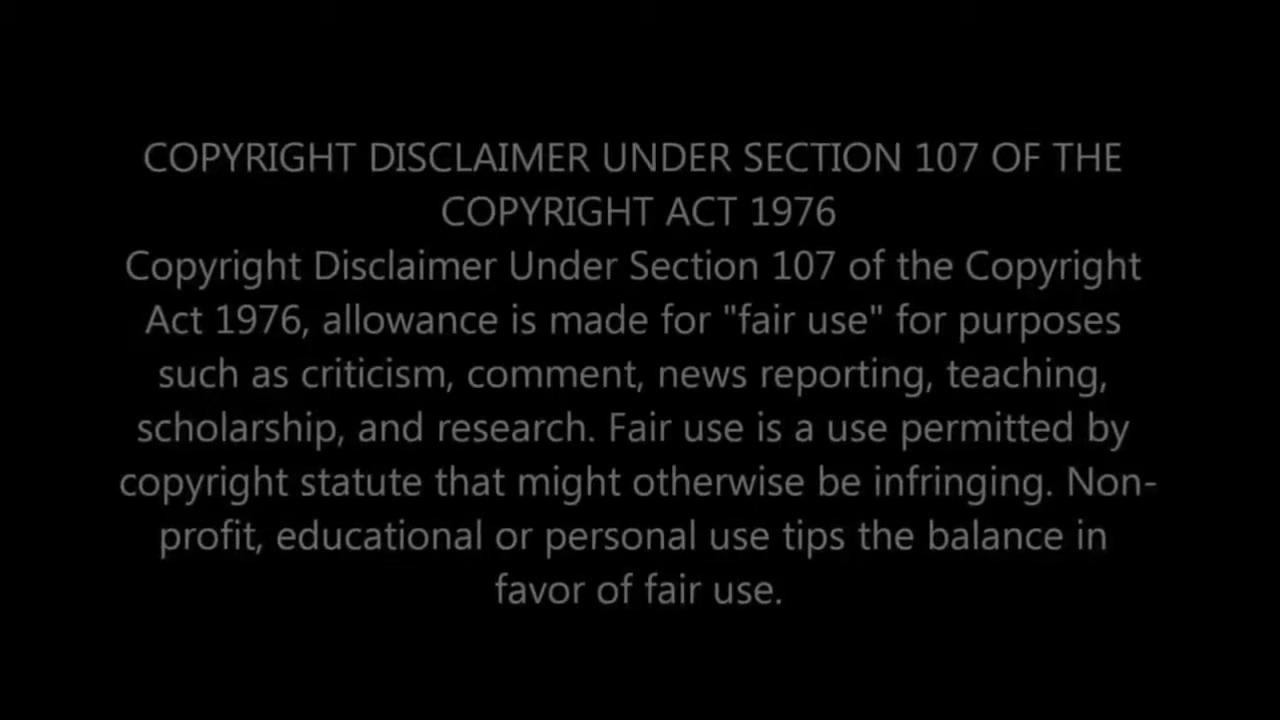 COPYRIGHT DISCLAIMER UNDER SECTION 107 OF THE
COPYRIGHT ACT 1976
Copyright Disclaimer Under Section 107 of the Copyright
Act 1976, allowance is made for "fair use" for purposes
such as criticism, comment, news reporting, teaching,
scholarship, and research. Fair use is a use permitted by
copyright statute that might otherwise be infringing. Non-
profit, educational or personal use tips the balance in
favor of fair use.